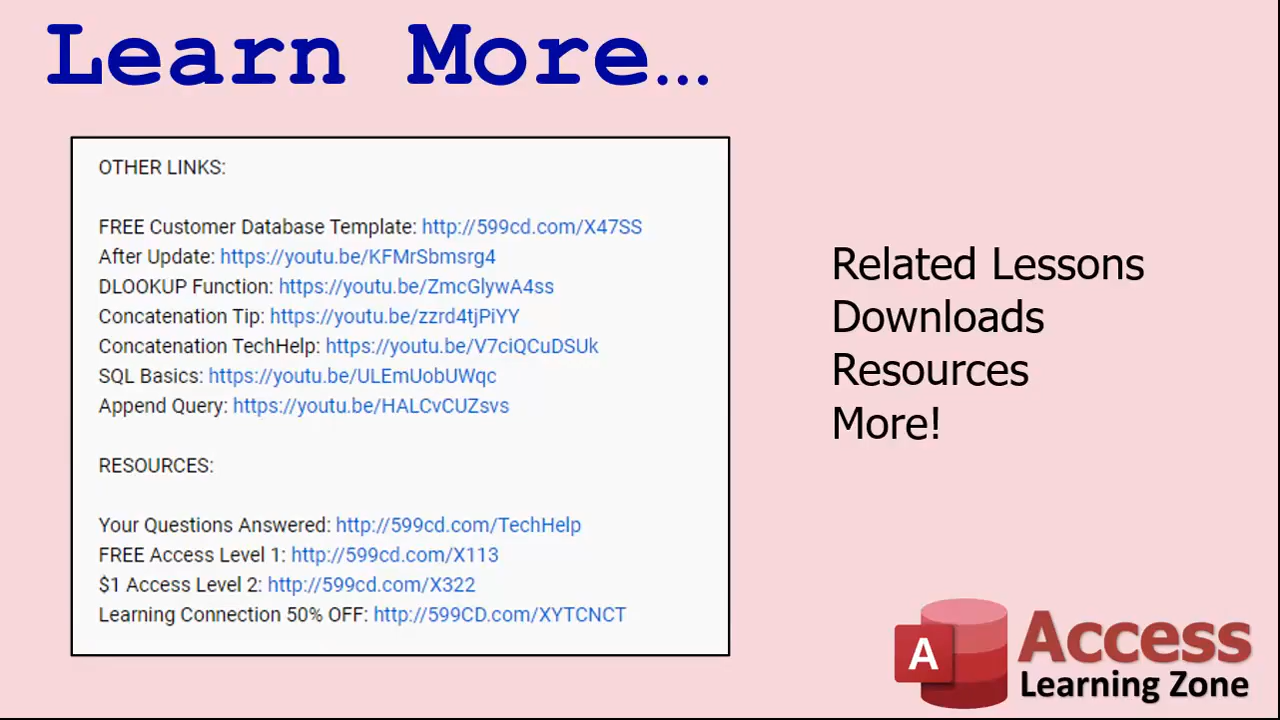 Learn More...
OTHER LINKS:
FREE Customer Database Template: http://599cd.com/X47SS
After Update: https://youtu.be/KFMrSbmsrg4
DLOOKUP Function: https://youtu.be/ZmcGlywA4ss
Concatenation Tip: https://youtu.be/zzrd4tjPiYY
Concatenation TechHelp: https://youtu.be/V7ciQCuDSUk
SQL Basics: https://youtu.be/ULEmUobUWqc
Append Query: https://youtu.be/HALCvCUZsvs
RESOURCES:
Your Questions Answered: http://599cd.com/TechHelp
FREE Access Level 1: http://599cd.com/X113
$1 Access Level 2: http://599cd.com/X322
Learning Connection 50% OFF: http://599CD.com/XYTCNCT
Related Lessons
Downloads
Resources
More!
A
Access
Learning Zone